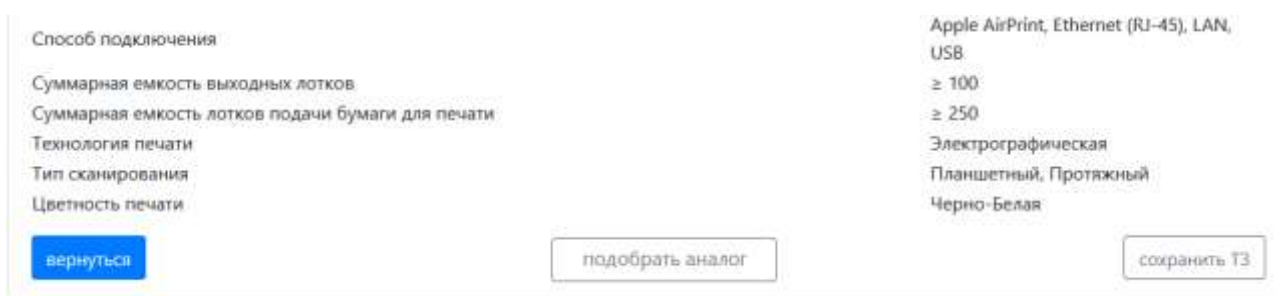 Способ подключения Apple AirPrint, Ethernet (RJ-45), LAN,
USB
Суммарная емкость выходных лотков ≥ 100
Суммарная емкость лотков подачи бумаги для печати ≥ 250
Технология печати Электрографическая
Тип сканирования Планшетный, Протяжный
Цветность печати Черно-Белая
вернуться подобрать аналог сохранить ТЗ